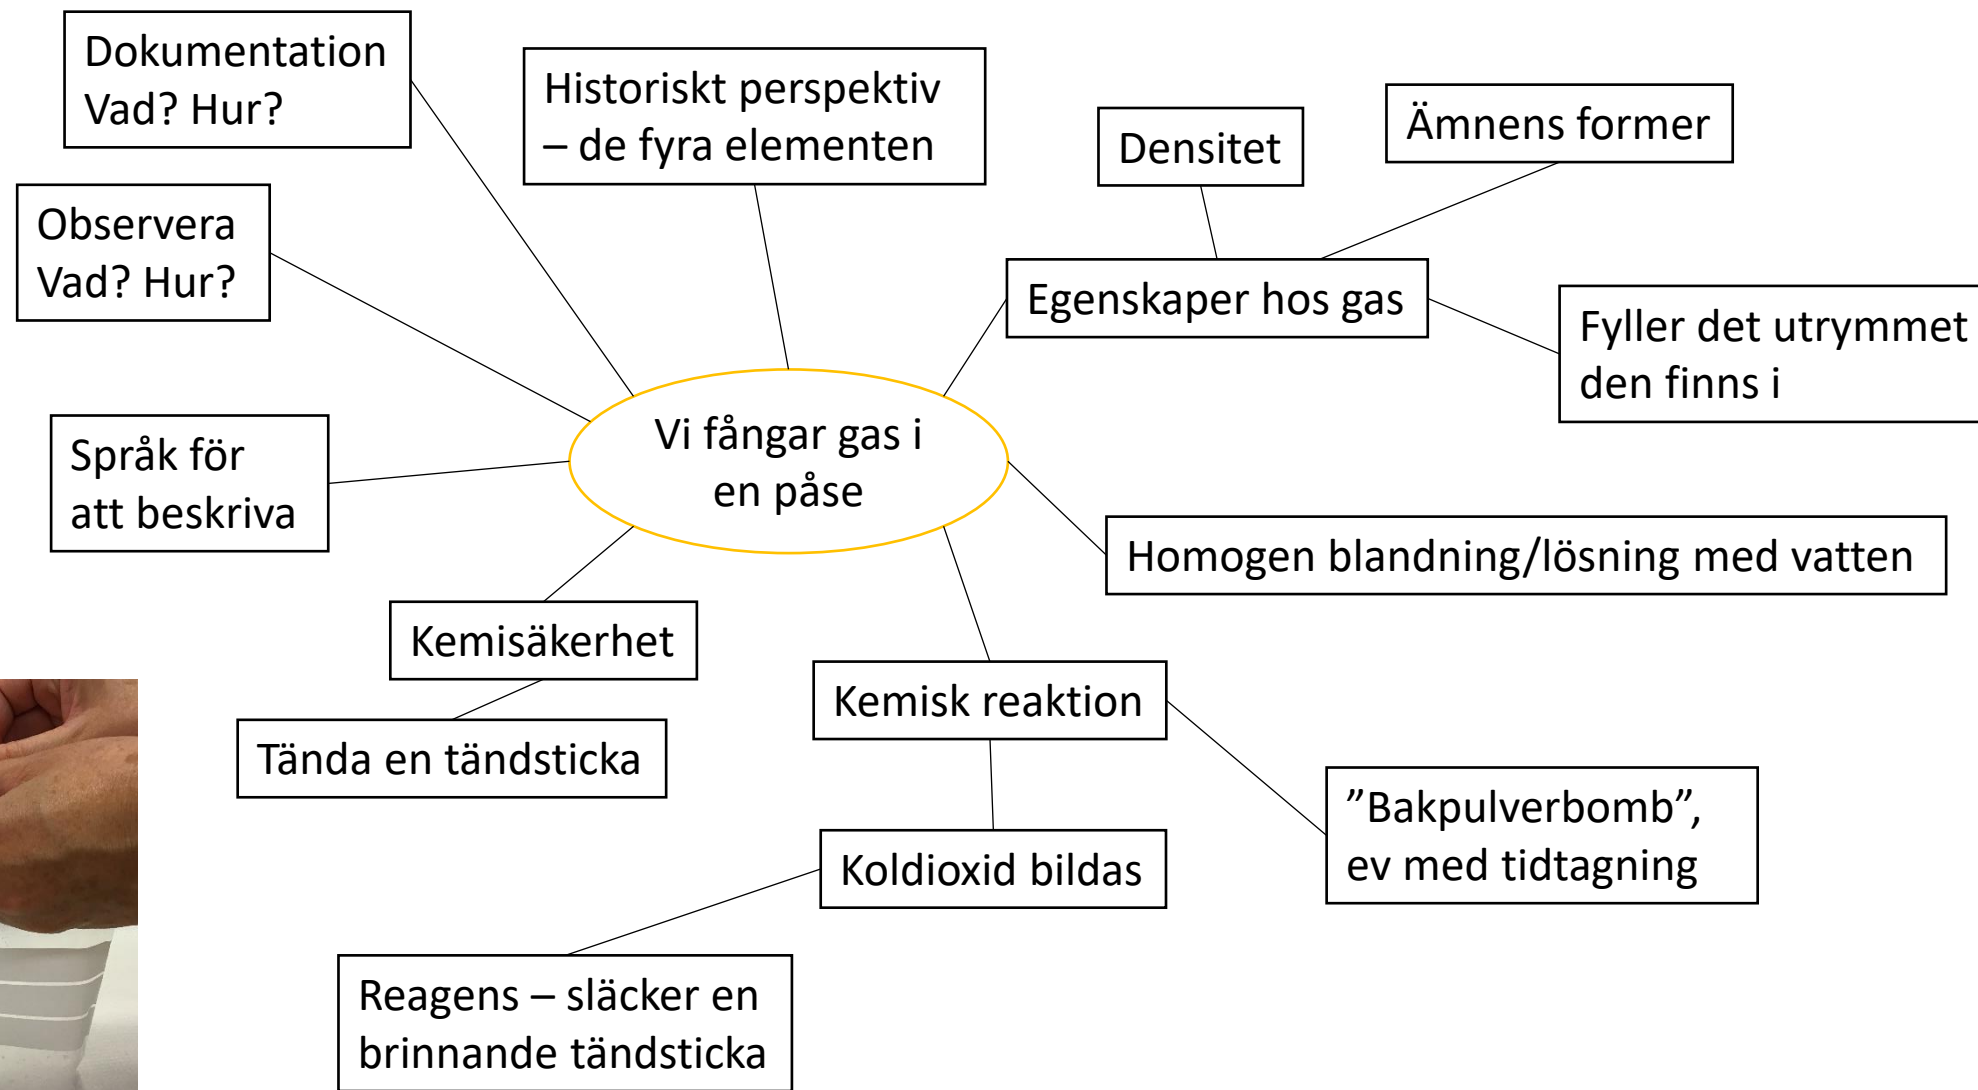 Dokumentation
Vad? Hur?
Historiskt perspektiv
– de fyra elementen
Densitet
Ämnens former
Observera
Vad? Hur?
Egenskaper hos gas
Fyller det utrymmet
den finns i
Vi fångar gas i
en påse
Språk för
att beskriva
Homogen blandning/lösning med vatten
Kemisäkerhet
Kemisk reaktion
Tända en tändsticka
”Bakpulverbomb”,
ev med tidtagning
Koldioxid bildas
Reagens – släcker en
brinnande tändsticka